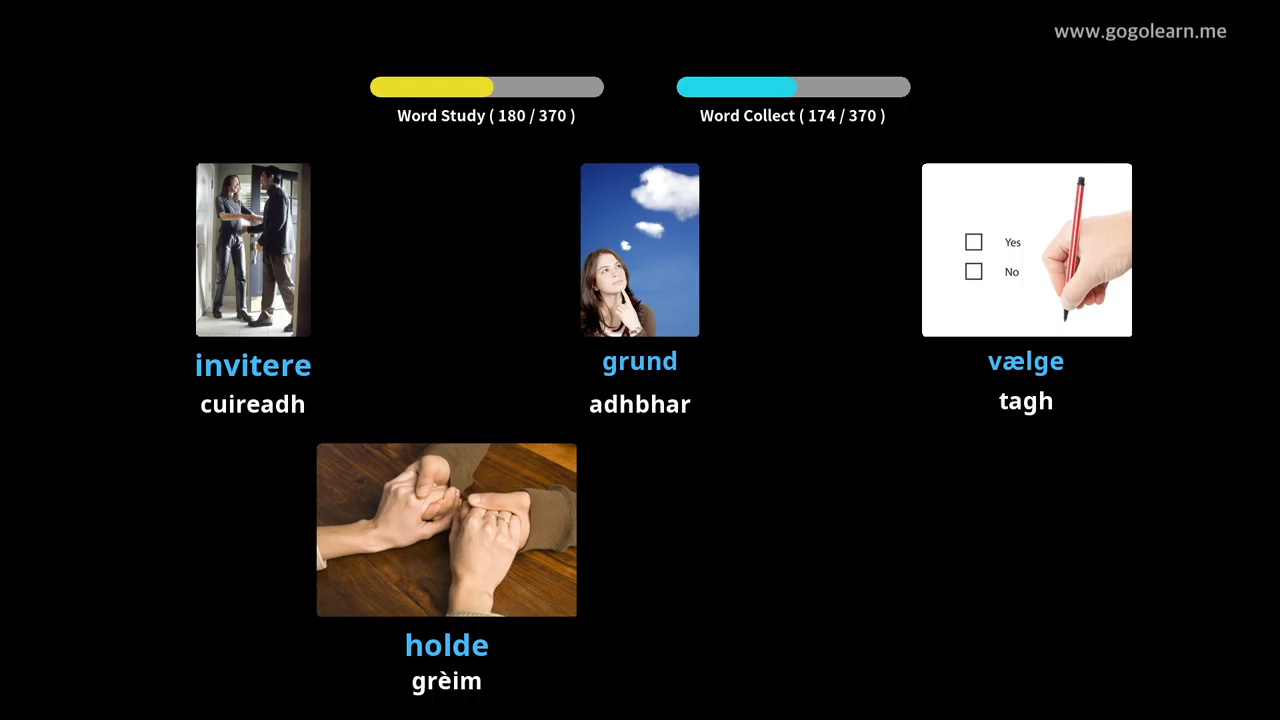 www.gogolearn.me
Word Study ( 180 / 370 )
Word Collect ( 174 / 370 )
Yes
No
invitere
cuireadh
grund
adhbhar
vælge
tagh
holde
grèim